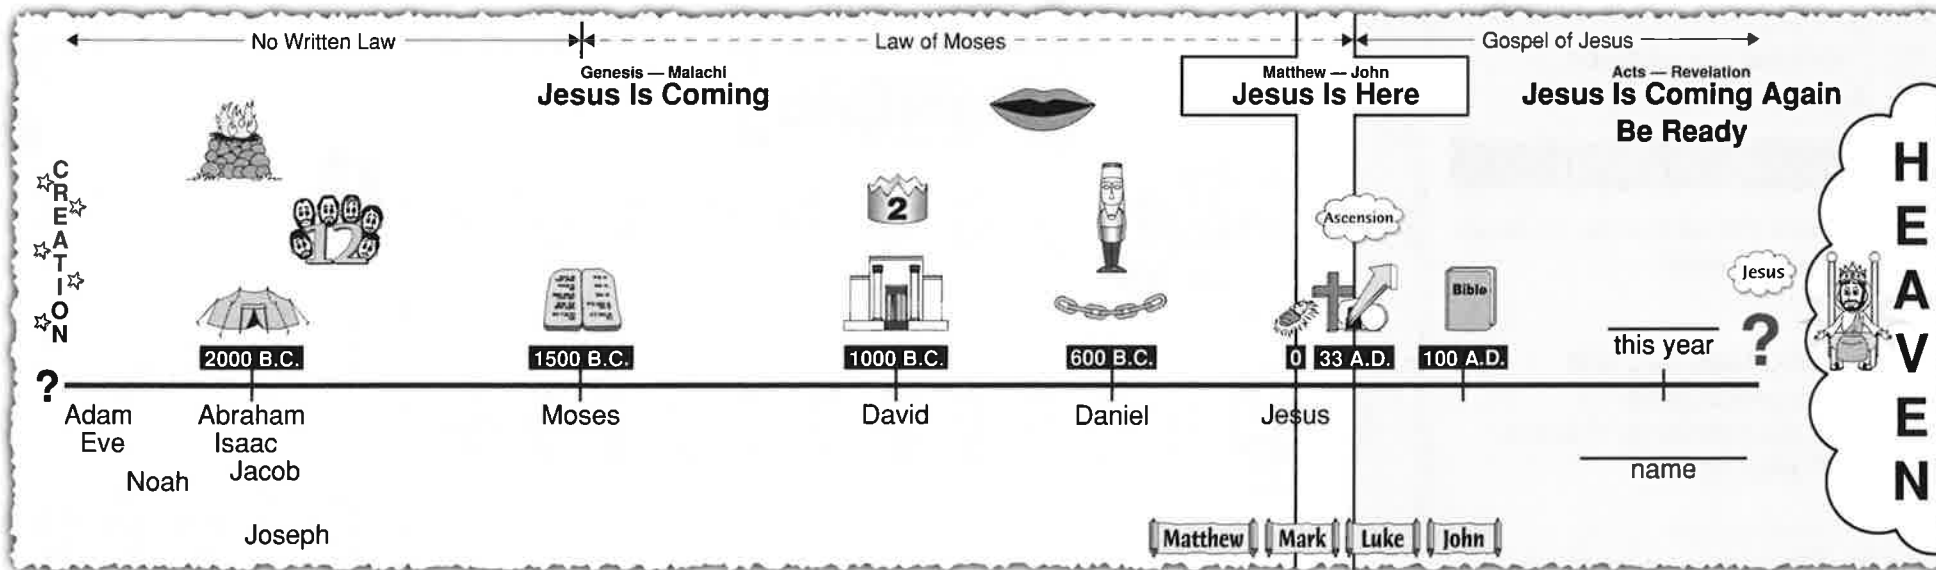 No Written Law
Law of Moses
Gospel of Jesus
Genesis — Malachi
Jesus Is Coming
Matthew — John
Jesus Is Here
Acts — Revelation
Jesus Is Coming Again
Be Ready
CREATION
12
2
Ascension
Bible
Jesus
HEAVEN
2000 B.C.
1500 B.C.
1000 B.C.
600 B.C.
0
33 A.D.
100 A.D.
this year
?
?
Adam
Eve
Noah
Abraham
Isaac
Jacob
Joseph
Moses
David
Daniel
Jesus
name
Matthew
Mark
Luke
John